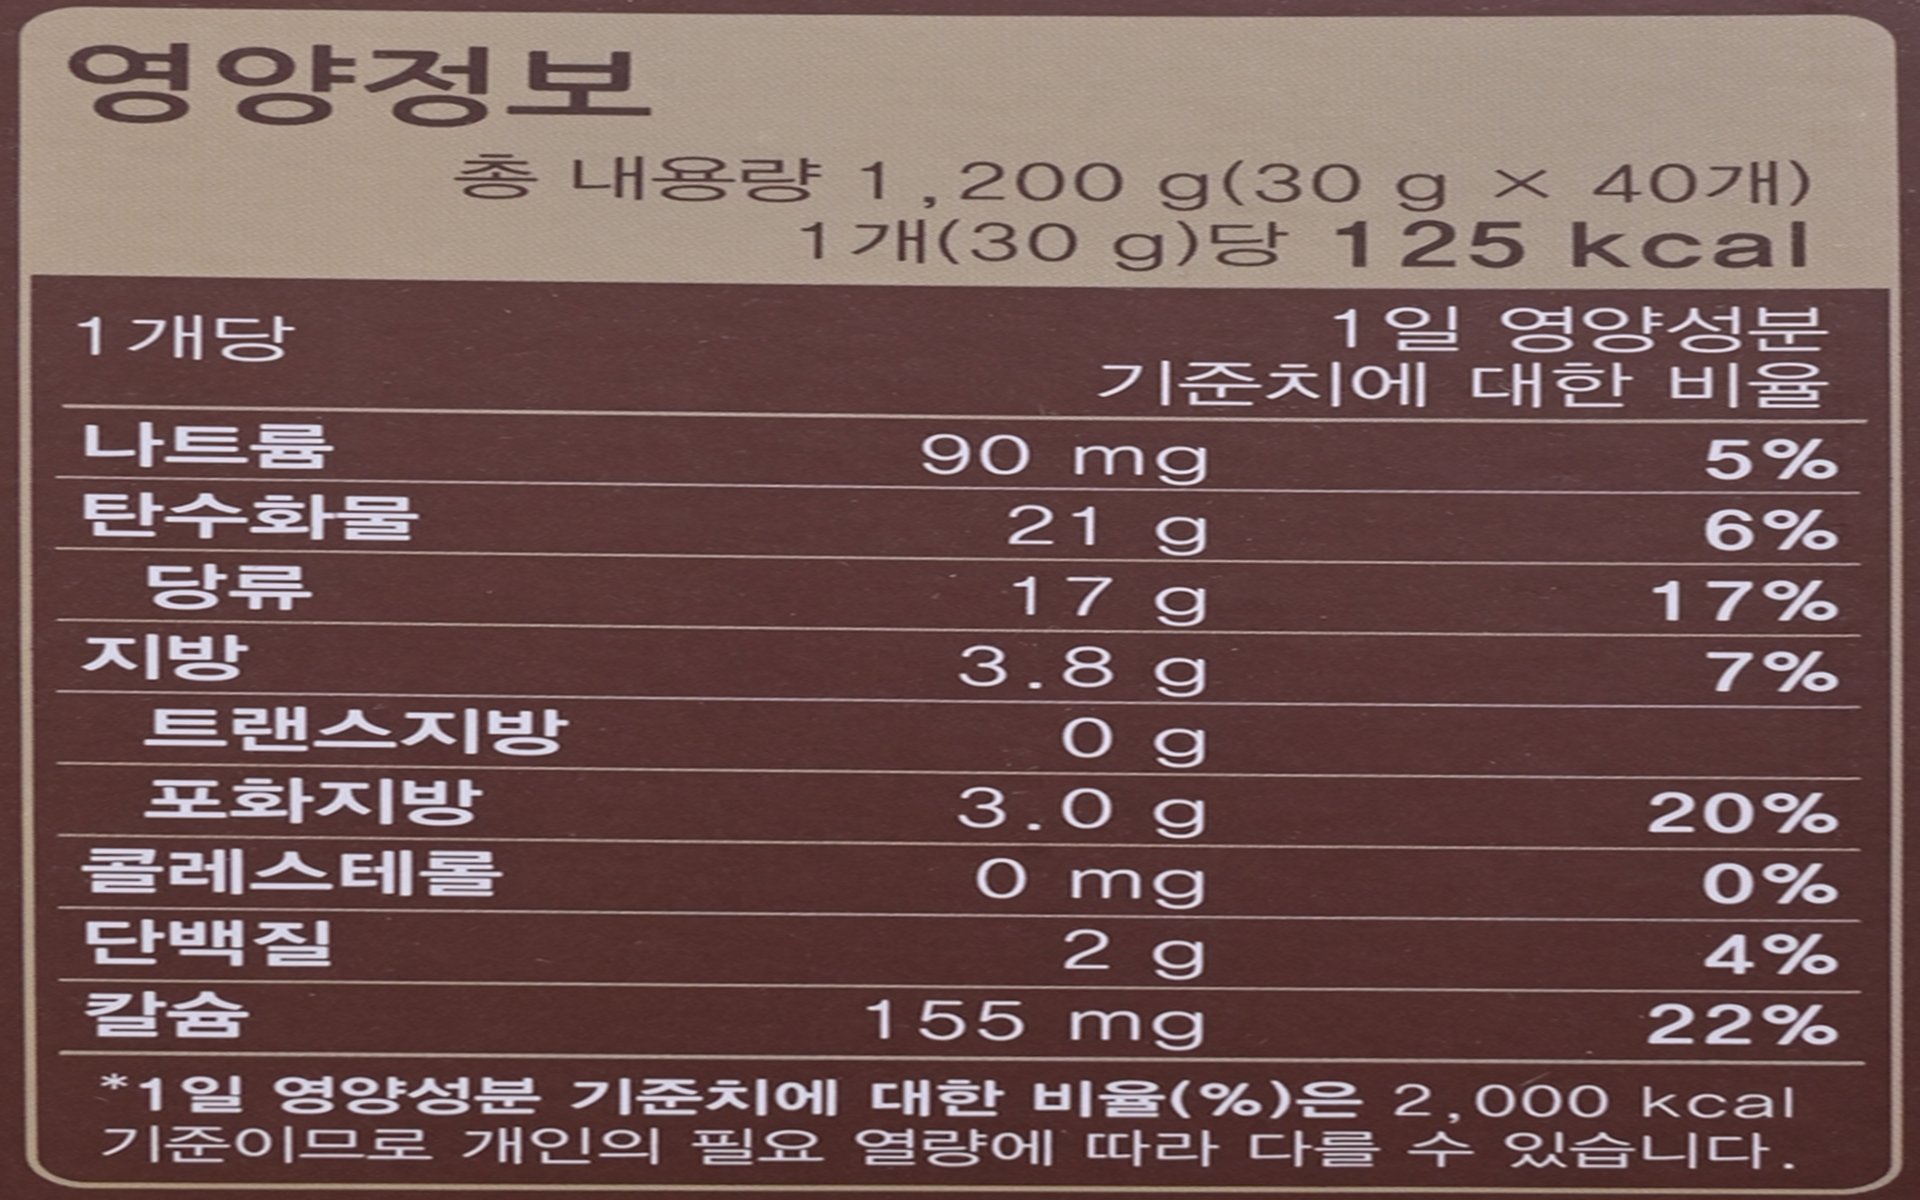 영양정보
총 내용량 1,200 g(30 g × 40개)
1개(30 g)당 125 kcal
1개당 1일 영양성분
기준치에 대한 비율
나트륨 90 mg 5%
탄수화물 21 g 6%
당류 17 g 17%
지방 3.8 g 7%
트랜스지방 0 g
포화지방 3.0 g 20%
콜레스테롤 0 mg 0%
단백질 2 g 4%
칼슘 155 mg 22%
*1일 영양성분 기준치에 대한 비율(%)은 2,000 kcal
기준이므로 개인의 필요 열량에 따라 다를 수 있습니다.